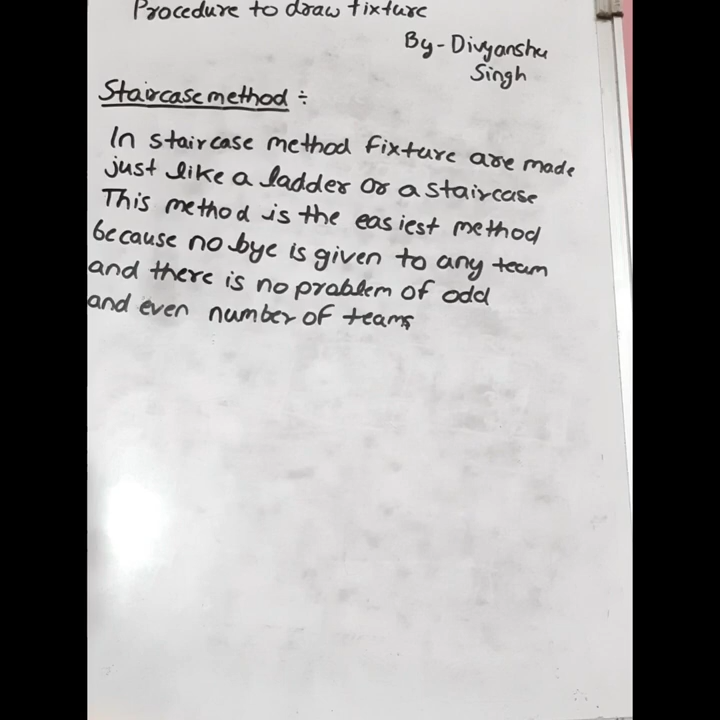 Procedure to draw fixture
By - Divyanshu
Singh
Staircase method ÷
In staircase method fixture are made
just like a ladder or a staircase
This method is the easiest method
because no bye is given to any team
and there is no problem of odd
and even number of teams